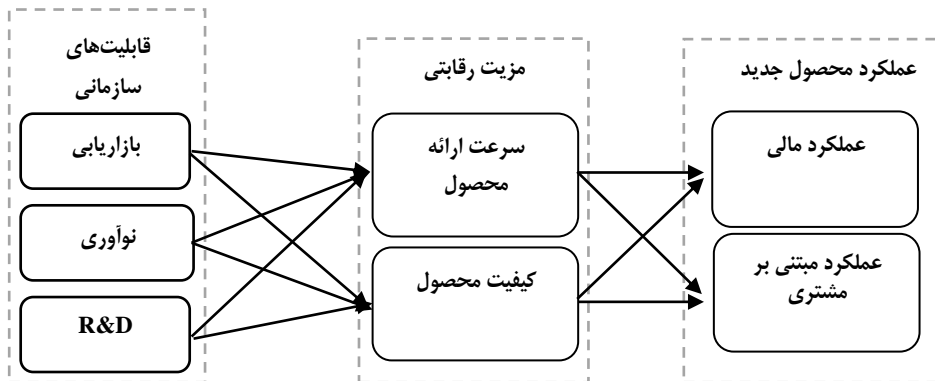 قابلیت‌های
سازمانی
بازاریابی
نوآوری
R&D
مزیت رقابتی
سرعت ارائه
محصول
کیفیت محصول
عملکرد محصول جدید
عملکرد مالی
عملکرد مبتنی بر
مشتری